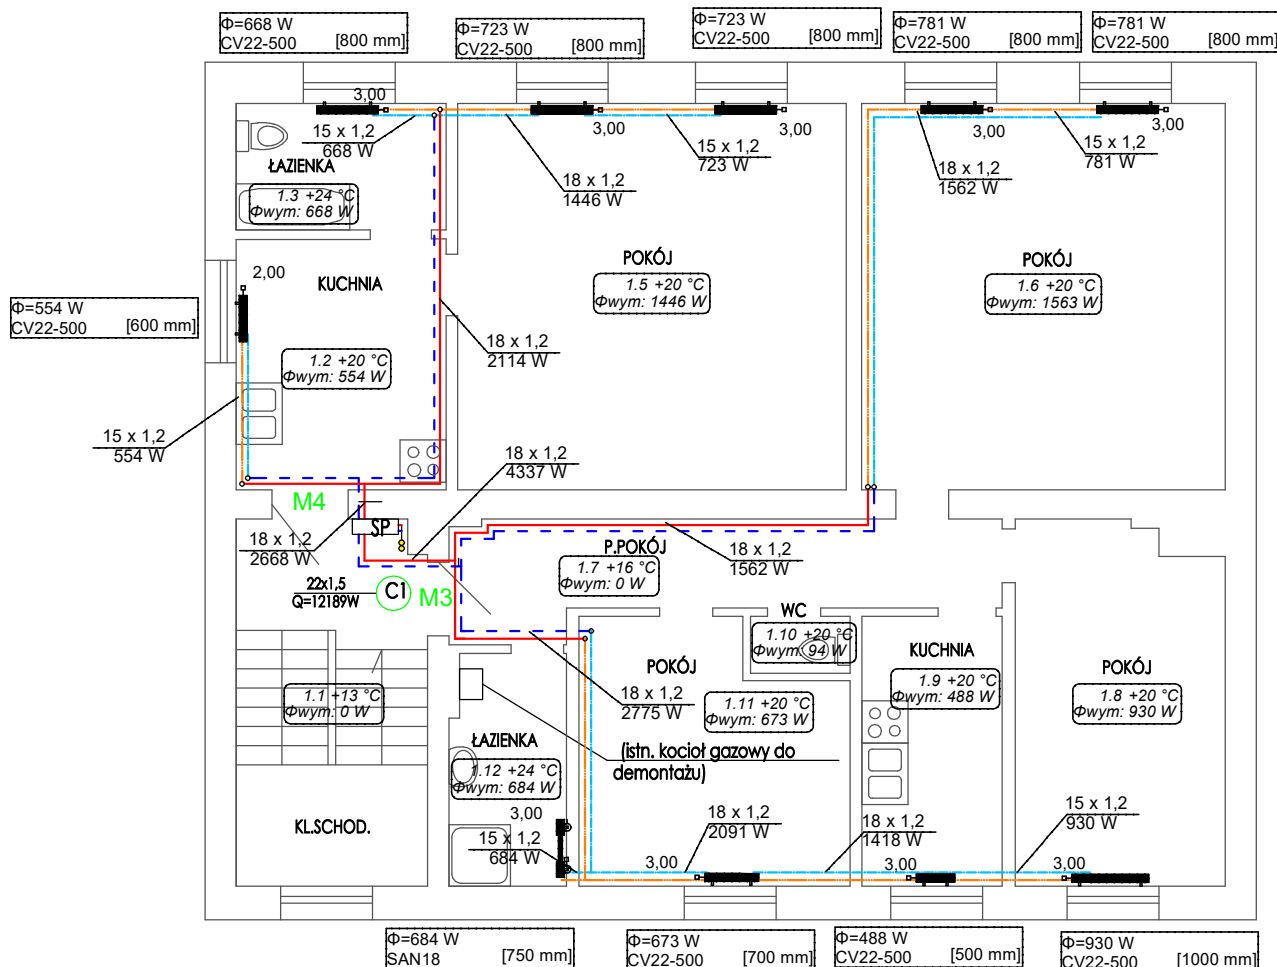 Φ=668 W
CV22-500 [800 mm]
Φ=723 W
CV22-500 [800 mm]
Φ=723 W
CV22-500 [800 mm]
Φ=781 W
CV22-500 [800 mm]
Φ=781 W
CV22-500 [800 mm]
3,00
3,00
3,00
3,00
3,00
15 x 1,2
668 W
18 x 1,2
1446 W
15 x 1,2
723 W
18 x 1,2
1562 W
15 x 1,2
781 W
ŁAZIENKA
1.3 +24 °C
Φwym: 668 W
KUCHNIA
2,00
POKÓJ
1.5 +20 °C
Φwym: 1446 W
POKÓJ
1.6 +20 °C
Φwym: 1563 W
Φ=554 W
CV22-500 [600 mm]
1.2 +20 °C
Φwym: 554 W
18 x 1,2
2114 W
15 x 1,2
554 W
18 x 1,2
4337 W
M4
SP
18 x 1,2
2668 W
P.POKÓJ
1.7 +16 °C
Φwym: 0 W
18 x 1,2
1562 W
22x1,5
Q=12189W
C1
M3
WC
1.10 +20 °C
Φwym: 94 W
KUCHNIA
1.9 +20 °C
Φwym: 488 W
POKÓJ
1.8 +20 °C
Φwym: 930 W
POKÓJ
1.11 +20 °C
Φwym: 673 W
18 x 1,2
2775 W
1.1 +13 °C
Φwym: 0 W
ŁAZIENKA
1.12 +24 °C
Φwym: 684 W
(istn. kocioł gazowy do
demontażu)
KL.SCHOD.
3,00
15 x 1,2
684 W
18 x 1,2
2091 W
18 x 1,2
1418 W
15 x 1,2
930 W
3,00
3,00
3,00
Φ=684 W
SAN18 [750 mm]
Φ=673 W
CV22-500 [700 mm]
Φ=488 W
CV22-500 [500 mm]
Φ=930 W
CV22-500 [1000 mm]